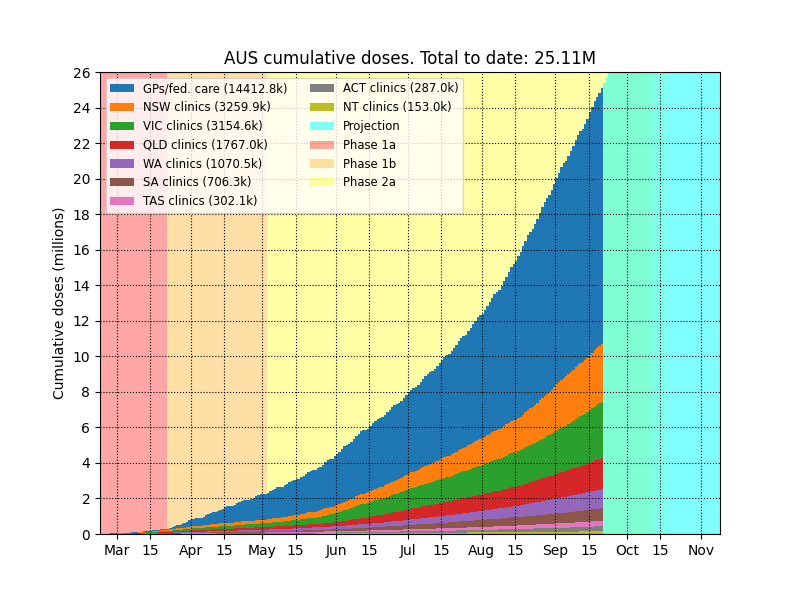 AUS cumulative doses. Total to date: 25.11M
Cumulative doses (millions)
26
24
22
20
18
16
14
12
10
8
6
4
2
0
GPs/fed. care (14412.8k)
NSW clinics (3259.9k)
VIC clinics (3154.6k)
QLD clinics (1767.0k)
WA clinics (1070.5k)
SA clinics (706.3k)
TAS clinics (302.1k)
ACT clinics (287.0k)
NT clinics (153.0k)
Projection
Phase 1a
Phase 1b
Phase 2a
Mar 15 Apr 15 May 15 Jun 15 Jul 15 Aug 15 Sep 15 Oct 15 Nov